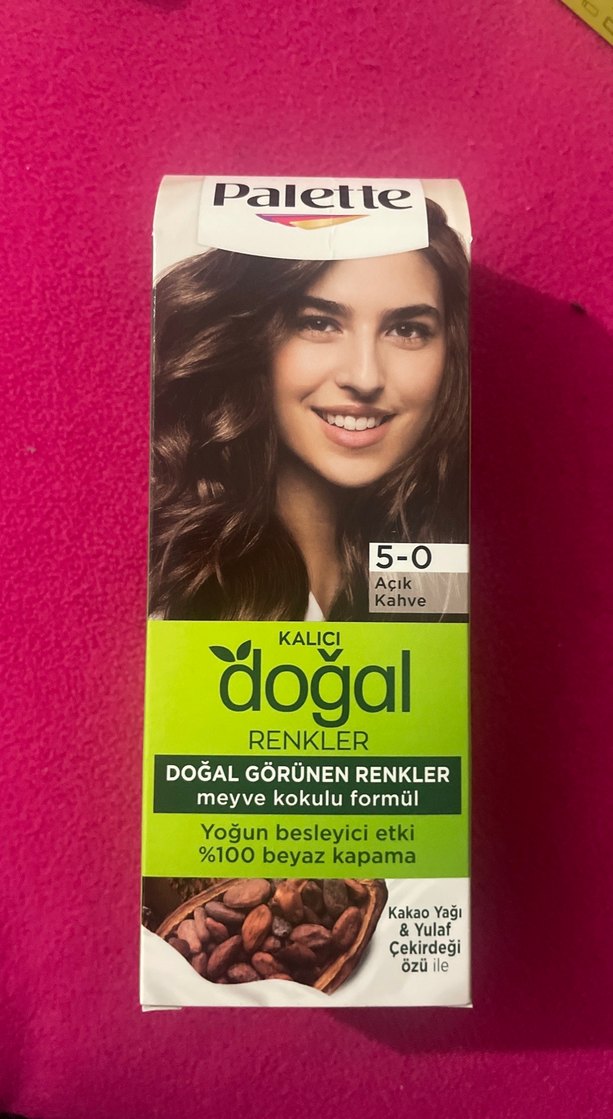 Palette
5-0
Açık
Kahve
KALICI
doğal
RENKLER
DOĞAL GÖRÜNEN RENKLER
meyve kokulu formül
Yoğun besleyici etki
%100 beyaz kapama
Kakao Yağı
& Yulaf
Çekirdeği
özü ile